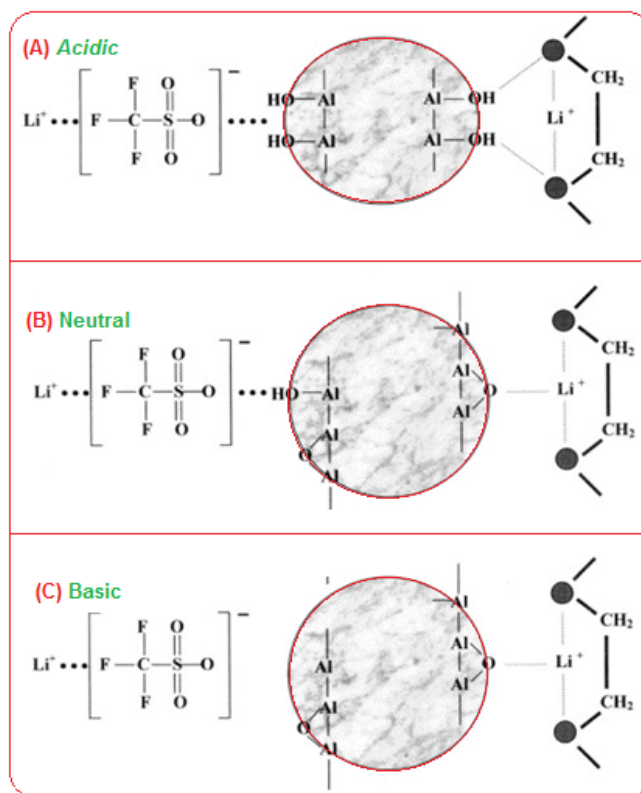 (A) Acidic
Li+ [ F F F C S O O O ]−
HO Al Al OH
HO Al Al OH
Li+ CH2 CH2
(B) Neutral
Li+ [ F F F C S O O O ]−
HO Al
Al
O
Al
Al
Al
O
Al
Li+ CH2 CH2
(C) Basic
Li+ [ F F F C S O O O ]−
Al
Al
O
Al
Al
Al
O
Al
Li+ CH2 CH2